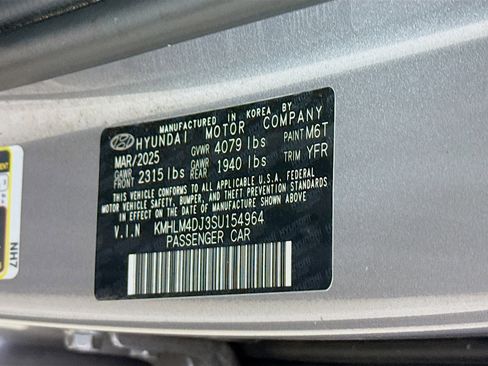 MANUFACTURED IN KOREA BY
HYUNDAI MOTOR COMPANY
MAR/2025 GVWR 4079 lbs PAINT M6T
GAWR FRONT 2315 lbs GAWR REAR 1940 lbs TRIM YFR
THIS VEHICLE CONFORMS TO ALL APPLICABLE U.S.A. FEDERAL
MOTOR VEHICLE SAFETY, BUMPER, AND THEFT PREVENTION STANDARDS
IN EFFECT ON THE DATE OF MANUFACTURE SHOWN ABOVE
V.I.N KMHLM4DJ3SU154964
PASSENGER CAR
NH7